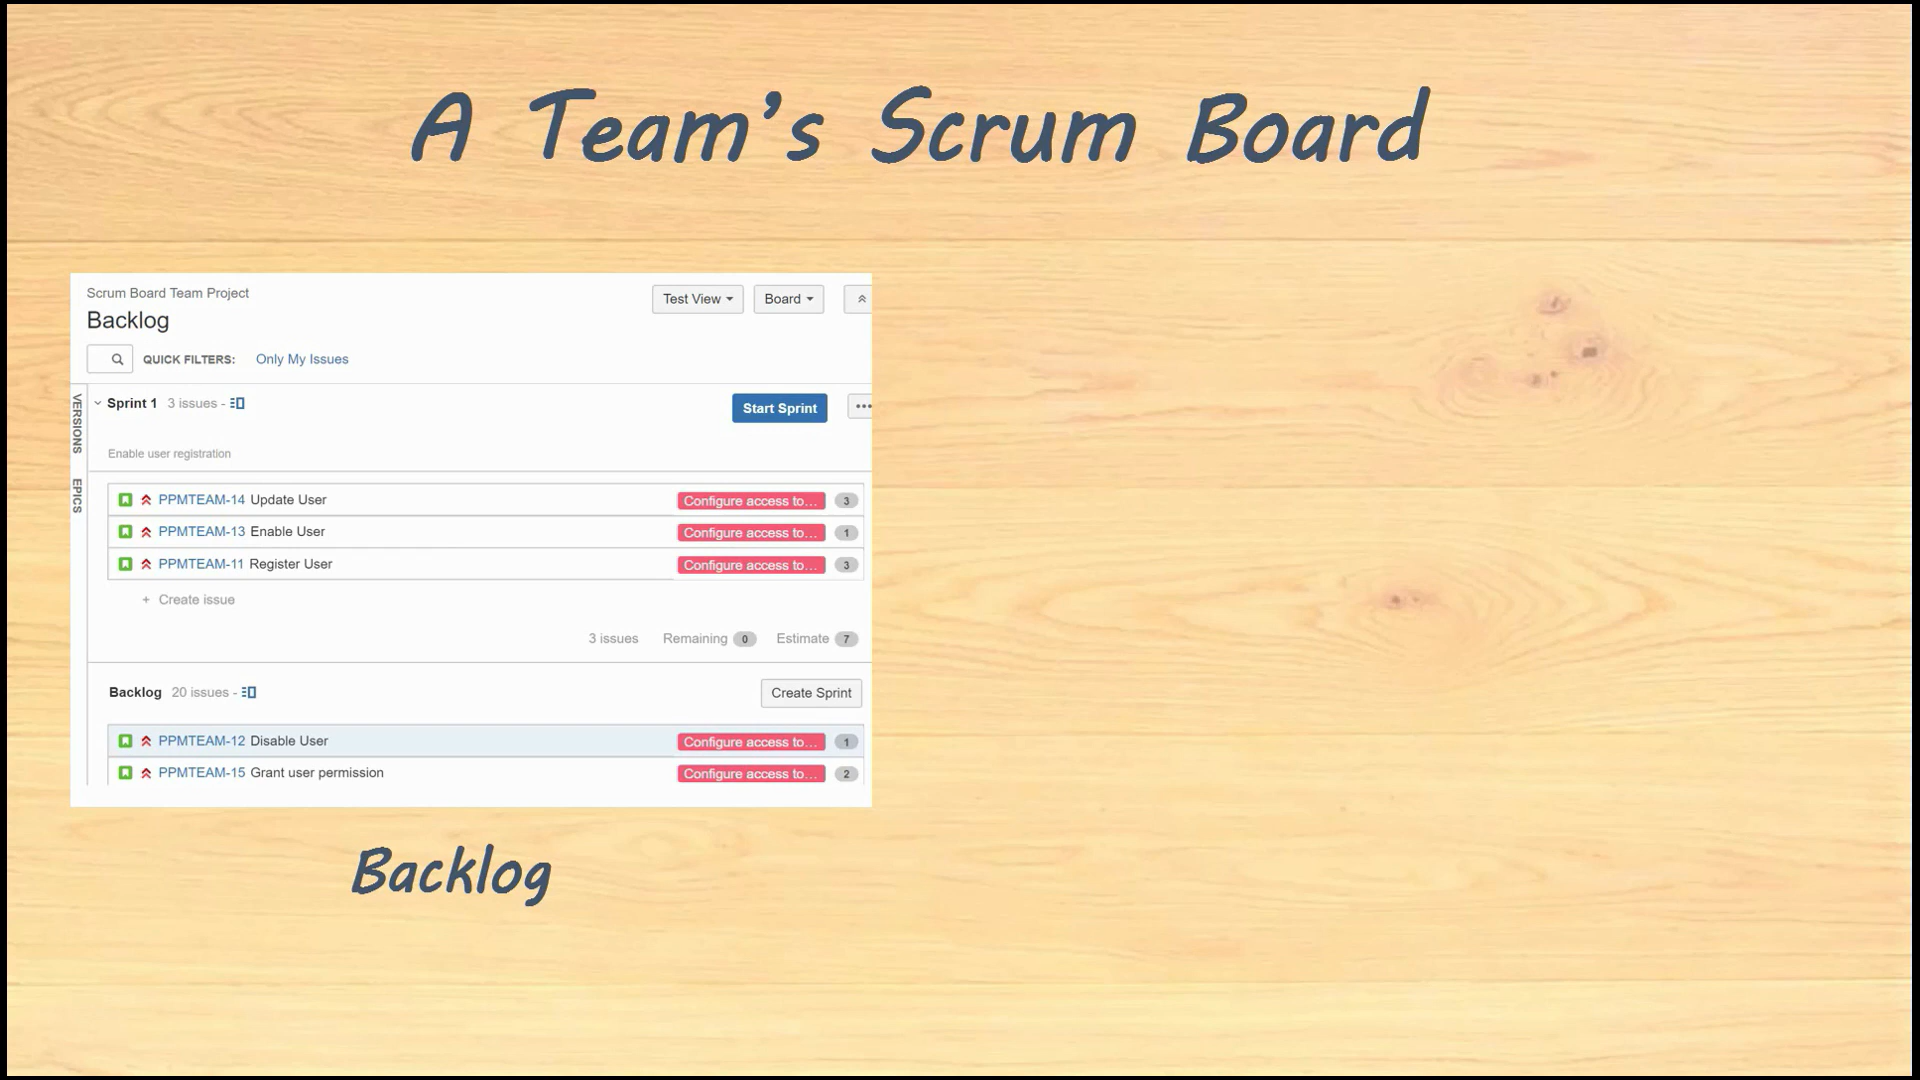 A Team's Scrum Board
Scrum Board Team Project
Test View
Board
Backlog
QUICK FILTERS: Only My Issues
VERSIONS
EPICS
Sprint 1 3 issues -
Start Sprint
Enable user registration
PPMTEAM-14 Update User Configure access to... 3
PPMTEAM-13 Enable User Configure access to... 1
PPMTEAM-11 Register User Configure access to... 3
+ Create issue
3 issues Remaining 0 Estimate 7
Backlog 20 issues -
Create Sprint
PPMTEAM-12 Disable User Configure access to... 1
PPMTEAM-15 Grant user permission Configure access to... 2
Backlog